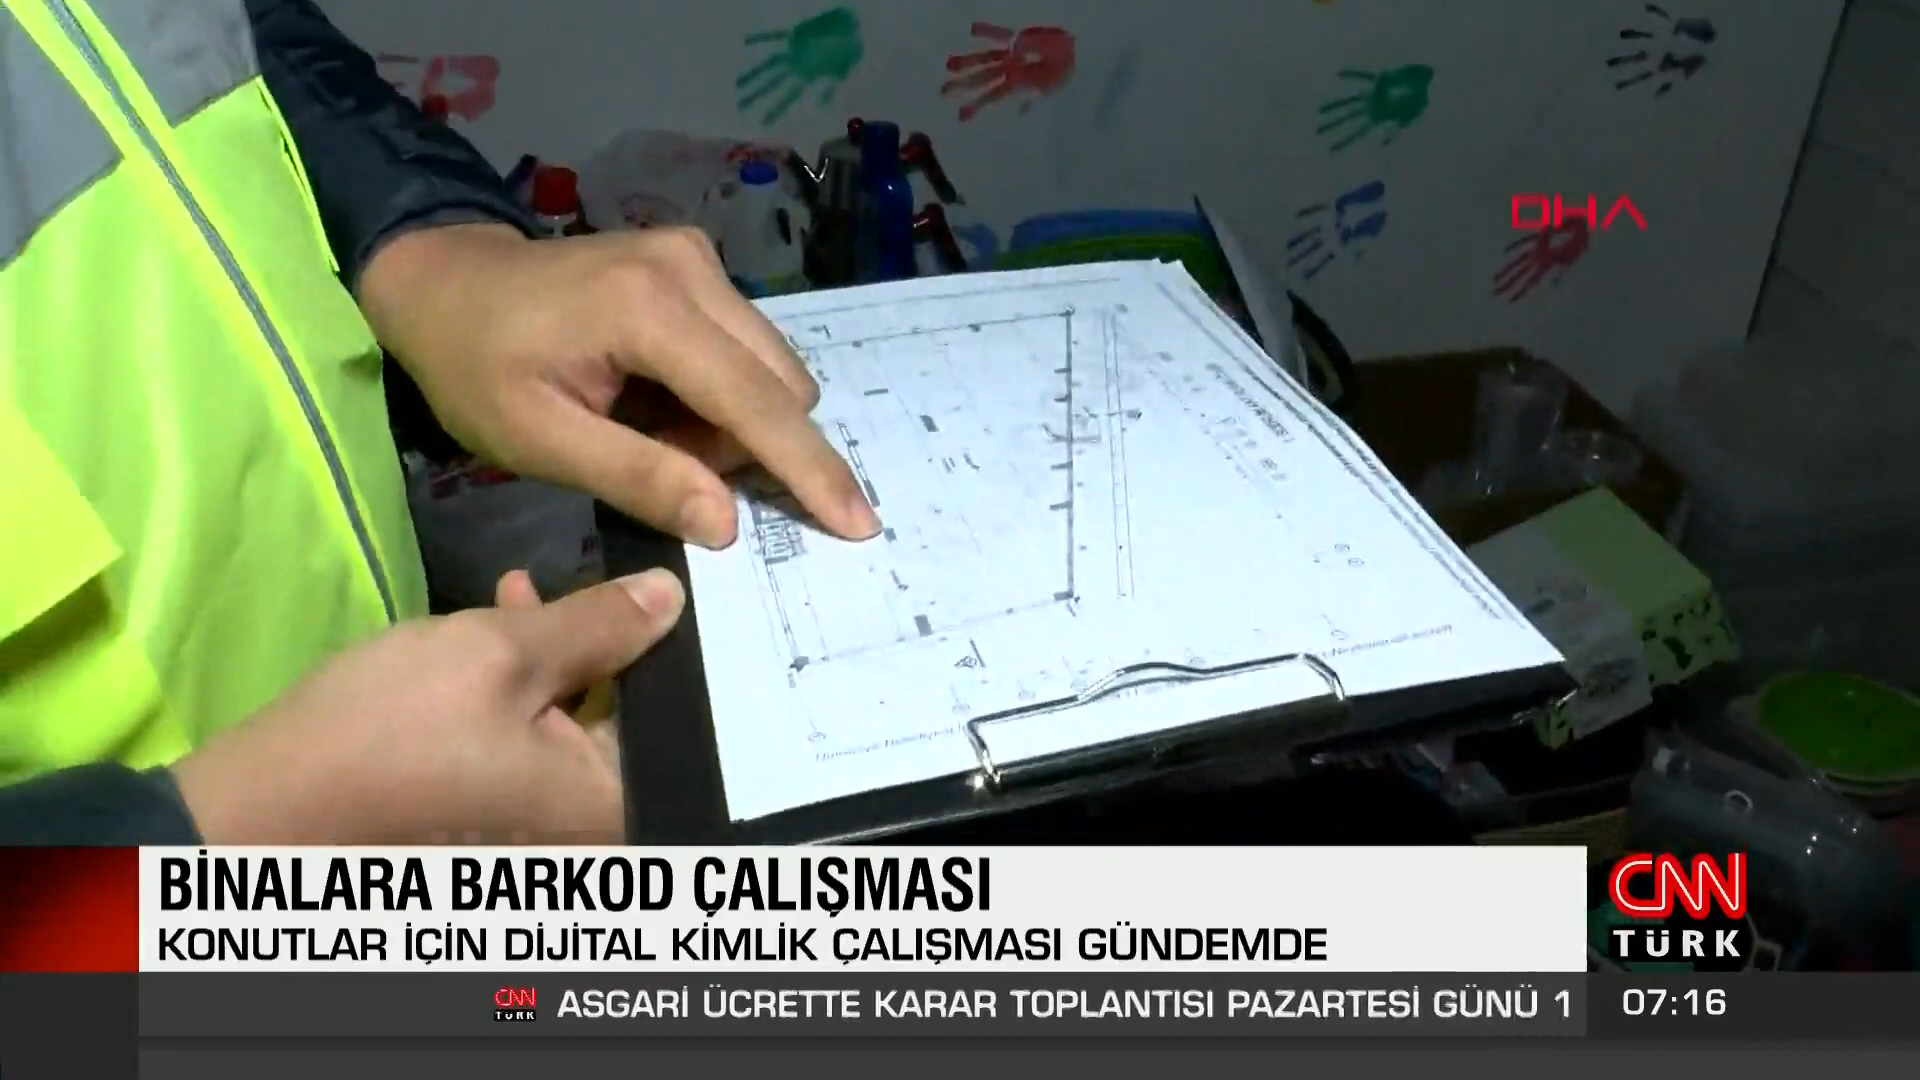 DHA
BİNALARA BARKOD ÇALIŞMASI
KONUTLAR İÇİN DİJİTAL KİMLİK ÇALIŞMASI GÜNDEMDE
CNN
TÜRK
CNN
TÜRK
ASGARİ ÜCRETTE KARAR TOPLANTISI PAZARTESİ GÜNÜ 1
07:16